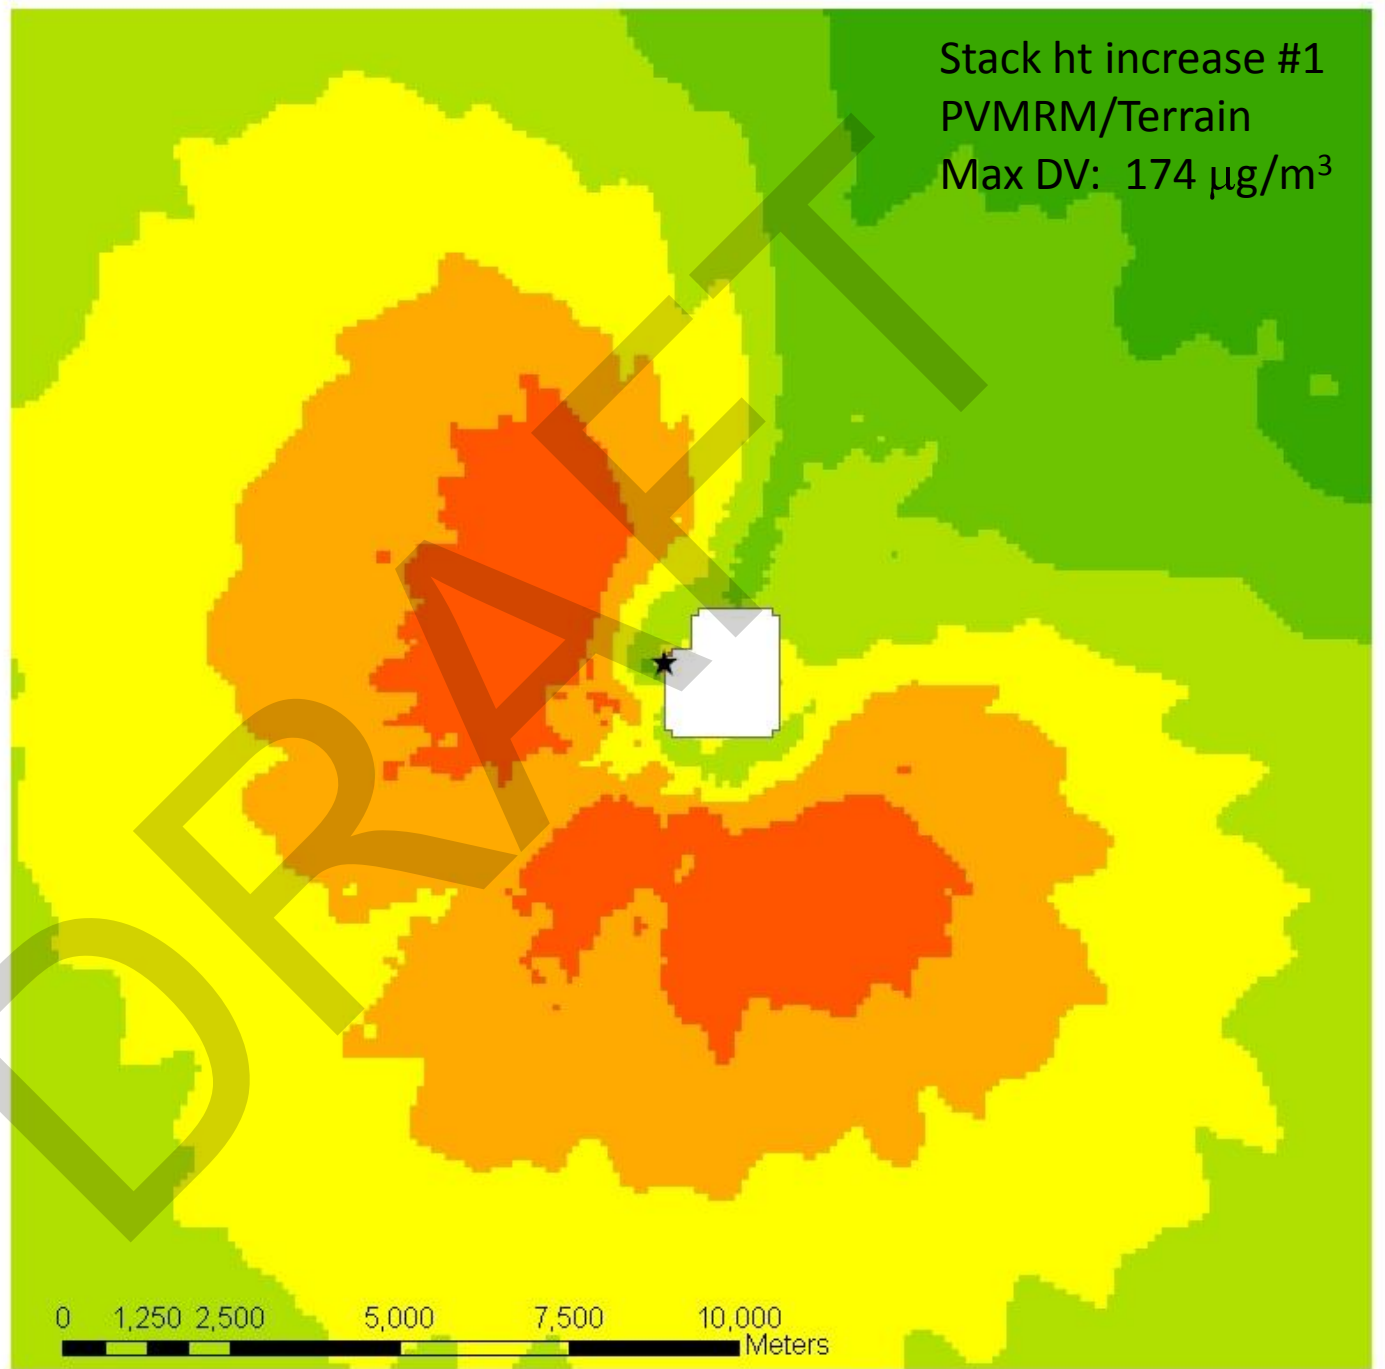 Stack ht increase #1
PVMRM/Terrain
Max DV: 174 μg/m³
DRAFT
0 1,250 2,500 5,000 7,500 10,000
Meters